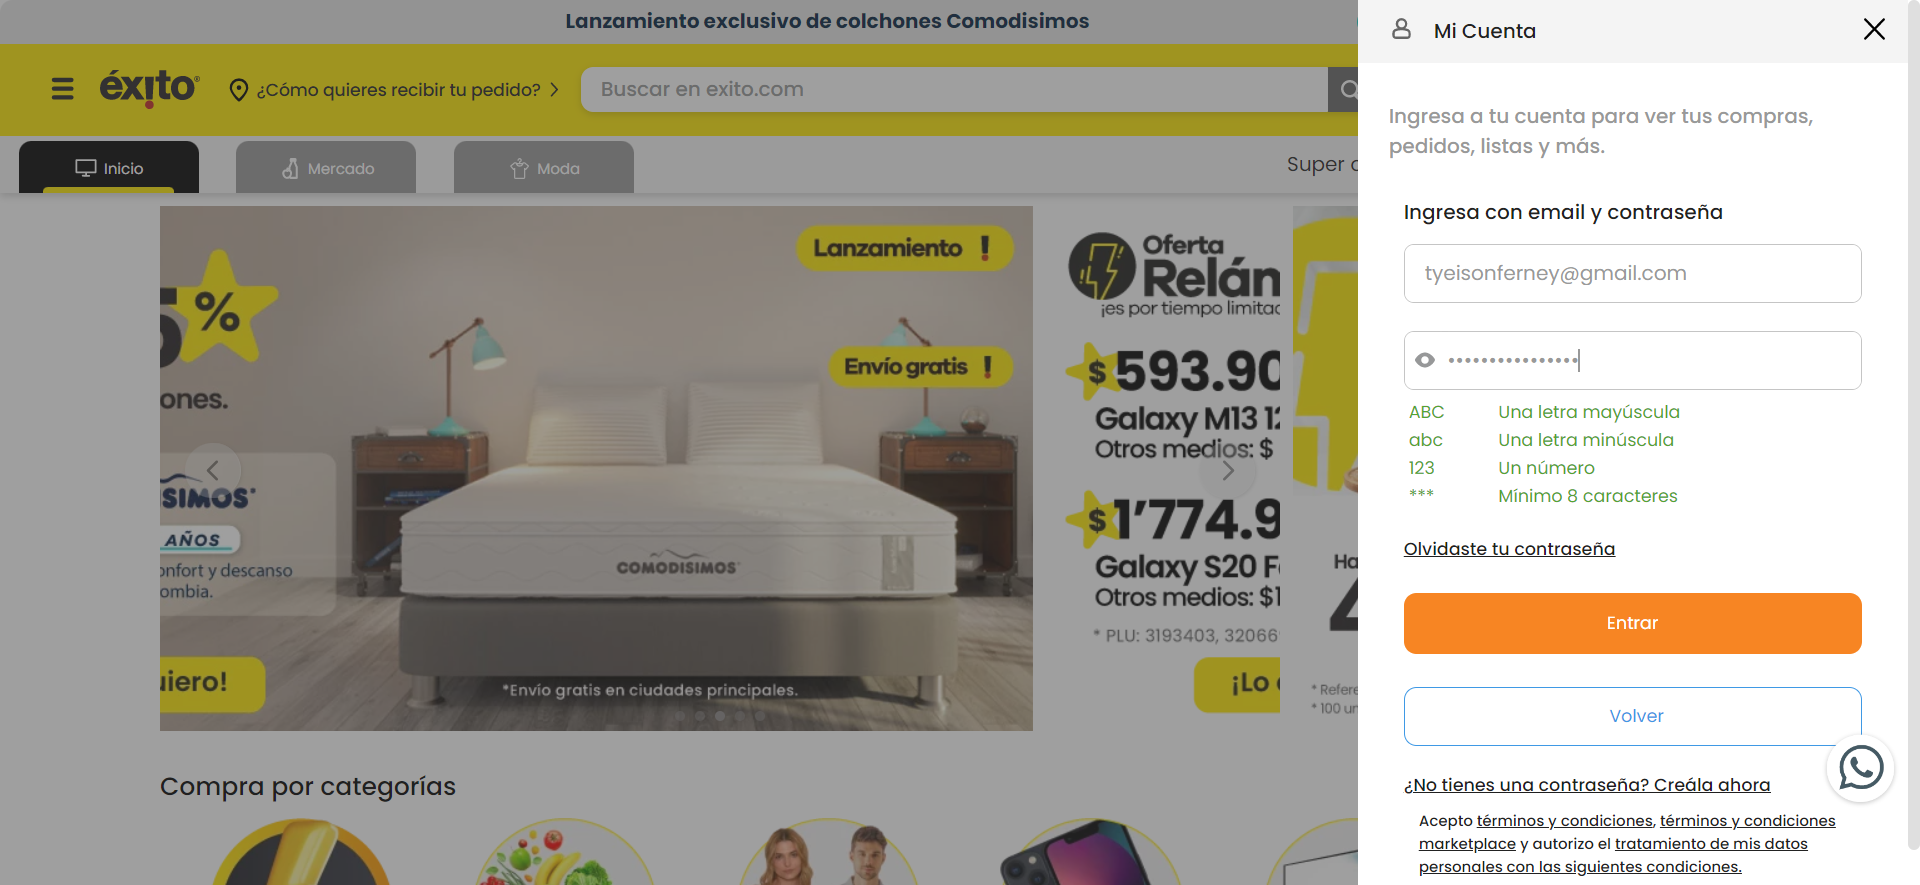 Lanzamiento exclusivo de colchones Comodisimos
éxito
¿Cómo quieres recibir tu pedido?
Buscar en exito.com
Inicio
Mercado
Moda
Super
%
ones.
SIMOS
AÑOS
onfort y descanso
ombia.
uiero!
Lanzamiento !
Envío gratis !
COMODISIMOS
*Envío gratis en ciudades principales.
Oferta
Relán
¡es por tiempo limitad
$593.90
Galaxy M13 12
Otros medios: $
$1'774.9
Galaxy S20 F
Otros medios: $1
* PLU: 3193403, 32066
¡Lo
Ha
4
* Refere
* 100 un
Compra por categorías
Mi Cuenta
Ingresa a tu cuenta para ver tus compras,
pedidos, listas y más.
Ingresa con email y contraseña
tyeisonferney@gmail.com
••••••••••••••••
ABC Una letra mayúscula
abc Una letra minúscula
123 Un número
*** Mínimo 8 caracteres
Olvidaste tu contraseña
Entrar
Volver
¿No tienes una contraseña? Creála ahora
Acepto términos y condiciones, términos y condiciones
marketplace y autorizo el tratamiento de mis datos
personales con las siguientes condiciones.